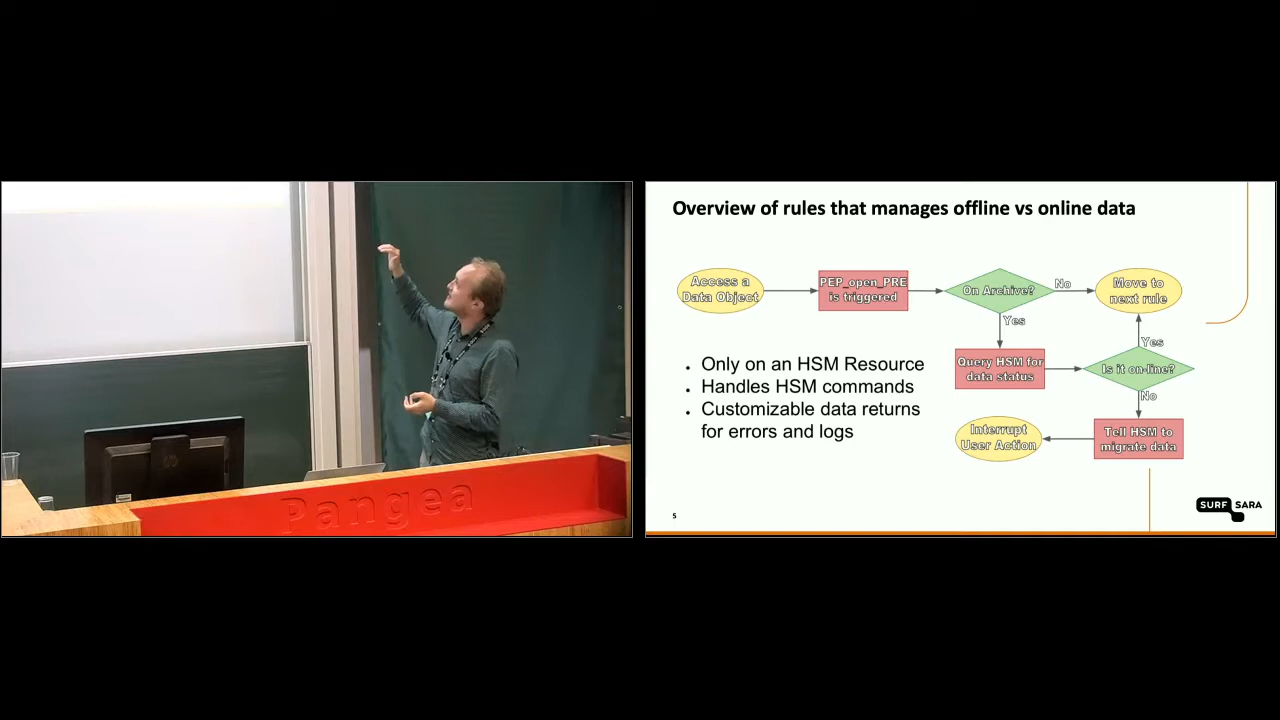 Pangea
Overview of rules that manages offline vs online data
Access a
Data Object
PEP_open_PRE
is triggered
On Archive?
No
Move to
next rule
Yes
Query HSM for
data status
Is it on-line?
Yes
No
Tell HSM to
migrate data
Interrupt
User Action
• Only on an HSM Resource
• Handles HSM commands
• Customizable data returns
for errors and logs
5
SURF SARA